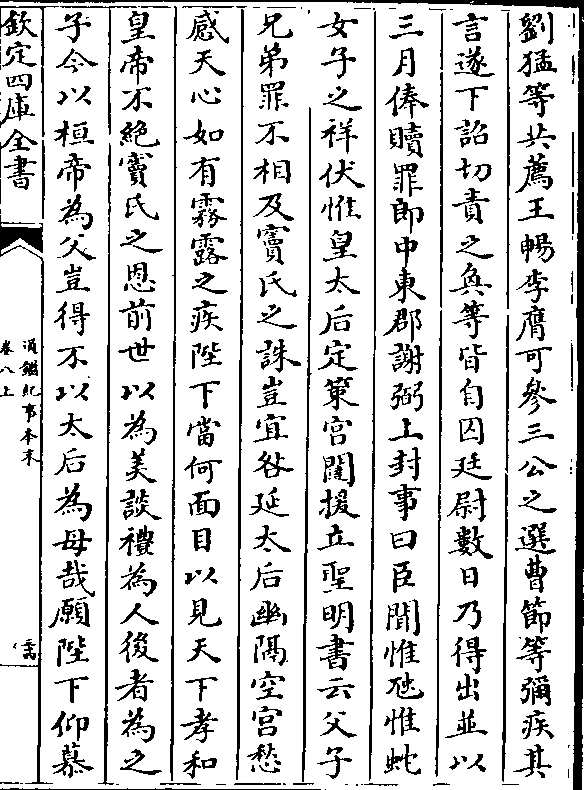 劉猛等共薦王暢李膺可參三公之選曹節等彌疾其
言遂下詔切責之奐等皆自囚廷尉數日乃得出並以
三月俸贖罪郎中東郡謝弼上封事曰臣聞惟虺惟蛇
女子之祥伏惟皇太后定策宮闥援立聖明書云父子
兄弟罪不相及竇氏之誅豈宜咎延太后幽隔空宮愁
感天心如有霧露之疾陛下當何面目以見天下孝和
皇帝不絶竇氏之恩前世以為美談禮為人後者為之
子今以桓帝為父豈得不以太后為母哉願陛下仰慕
欽定四庫全書
通鑑紀事本末
卷八上